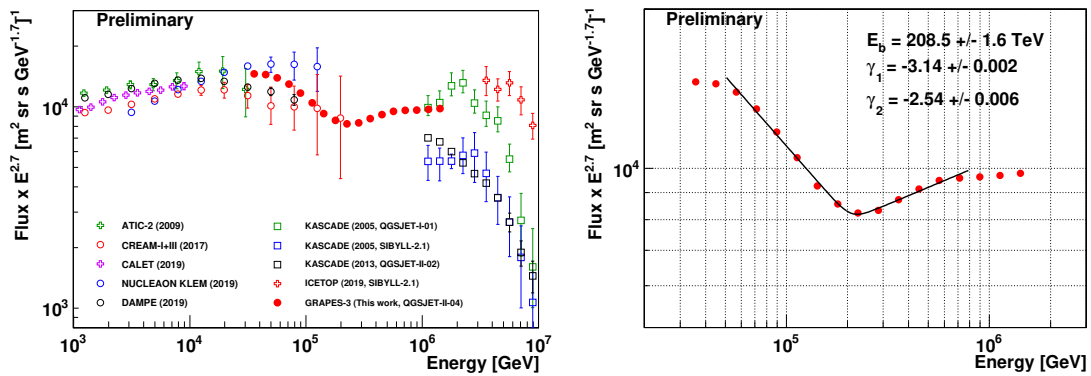 Preliminary
Flux x E^2.7 [m² sr s GeV^-1.7]^-1
10^4
10^3
ATIC-2 (2009)
CREAM-I+III (2017)
CALET (2019)
NUCLEAON KLEM (2019)
DAMPE (2019)
KASCADE (2005, QGSJET-I-01)
KASCADE (2005, SIBYLL-2.1)
KASCADE (2013, QGSJET-II-02)
ICETOP (2019, SIBYLL-2.1)
GRAPES-3 (This work, QGSJET-II-04)
10^3 10^4 10^5 10^6 10^7
Energy [GeV]
Preliminary
E_b = 208.5 +/- 1.6 TeV
γ_1 = -3.14 +/- 0.002
γ_2 = -2.54 +/- 0.006
Flux x E^2.7 [m² sr s GeV^-1.7]^-1
10^4
10^5 10^6
Energy [GeV]